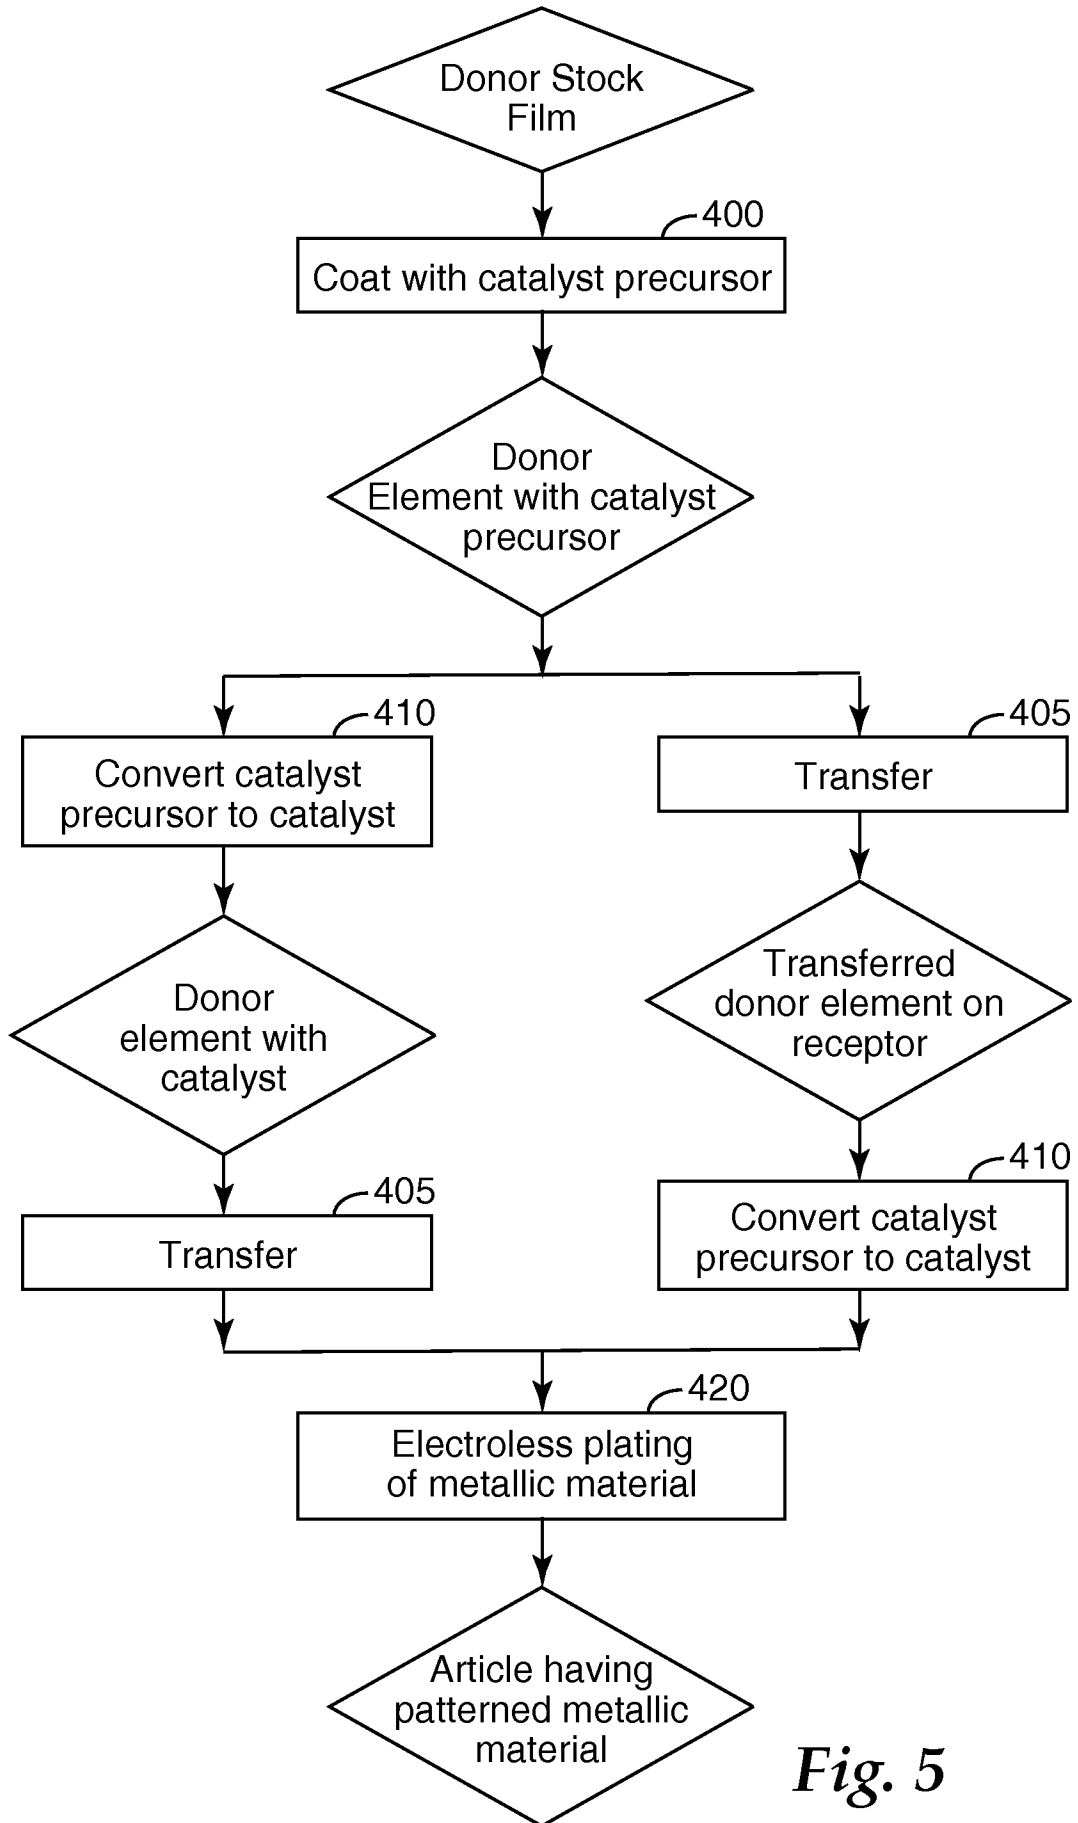 Donor Stock
Film
400
Coat with catalyst precursor
Donor
Element with catalyst
precursor
410
Convert catalyst
precursor to catalyst
Donor
element with
catalyst
405
Transfer
405
Transfer
Transferred
donor element on
receptor
410
Convert catalyst
precursor to catalyst
420
Electroless plating
of metallic material
Article having
patterned metallic
material
Fig. 5